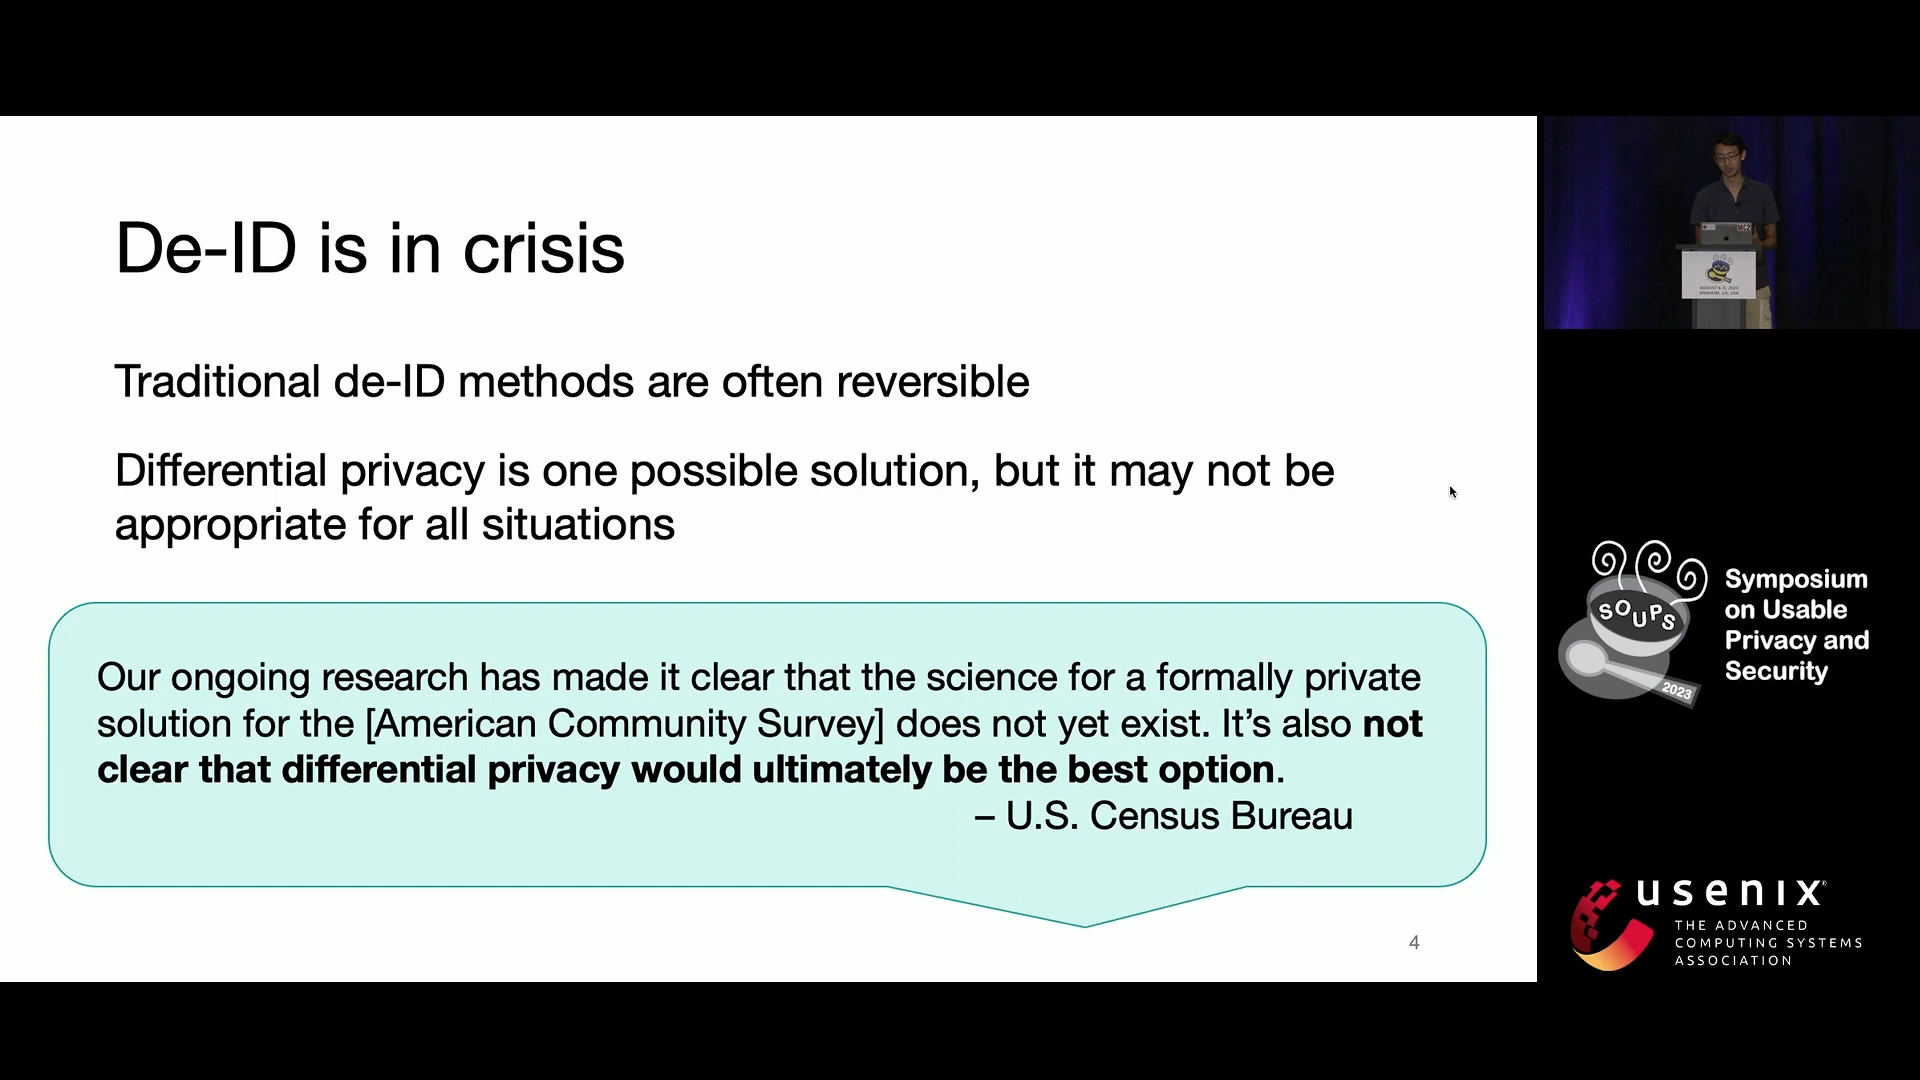 De-ID is in crisis
Traditional de-ID methods are often reversible
Differential privacy is one possible solution, but it may not be
appropriate for all situations
Our ongoing research has made it clear that the science for a formally private
solution for the [American Community Survey] does not yet exist. It’s also not
clear that differential privacy would ultimately be the best option.
– U.S. Census Bureau
4
SOUPS
2023
Symposium
on Usable
Privacy and
Security
usenix
THE ADVANCED
COMPUTING SYSTEMS
ASSOCIATION